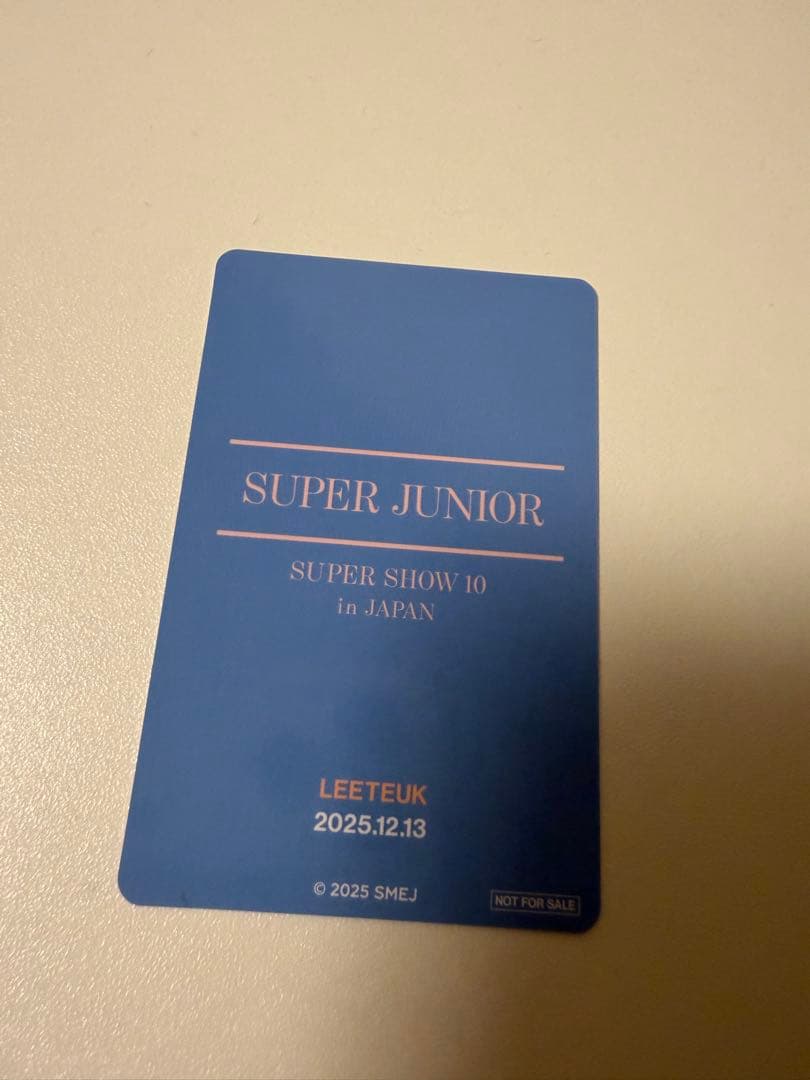 SUPER JUNIOR
SUPER SHOW 10
in JAPAN
LEETEUK
2025.12.13
© 2025 SMEJ
NOT FOR SALE